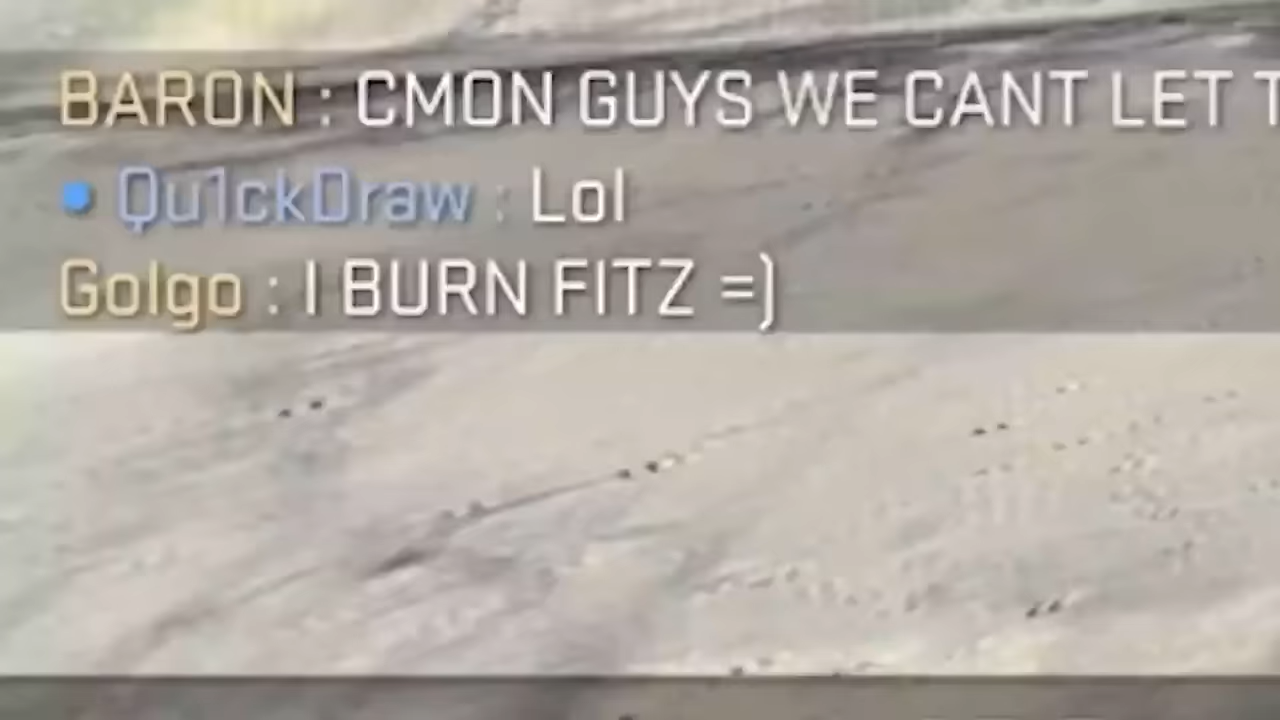 BARON : CMON GUYS WE CANT LET
Qu1ckDraw : Lol
Golgo : I BURN FITZ =)